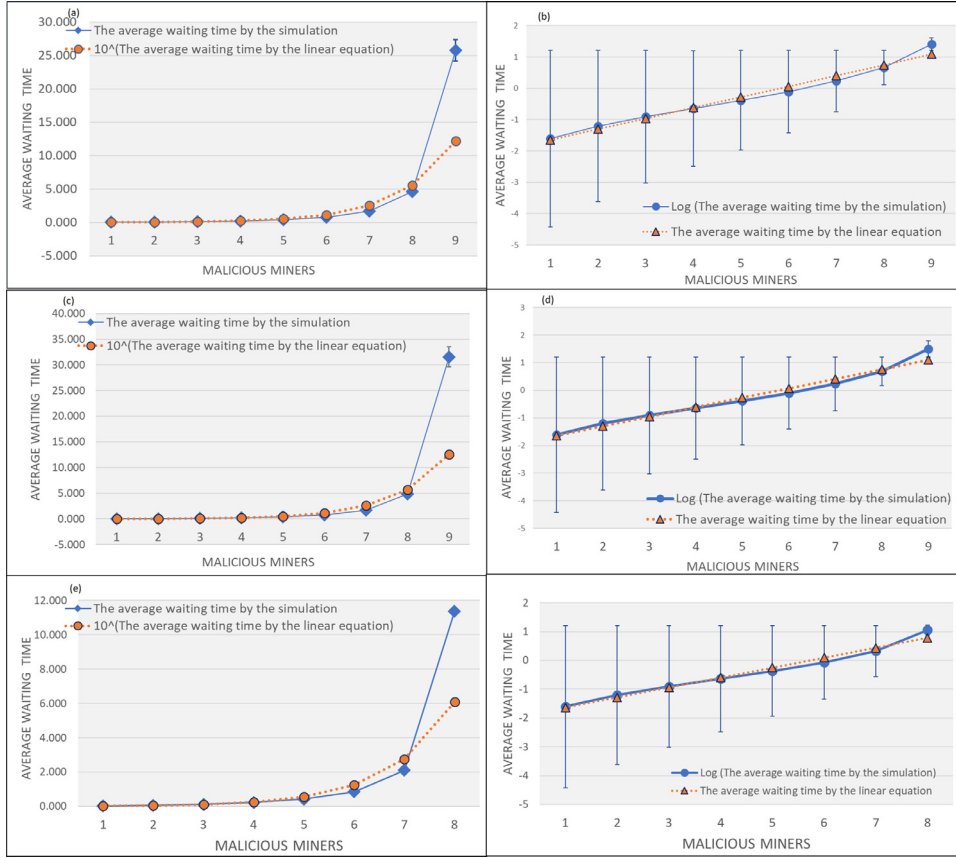 (a)
The average waiting time by the simulation
10^(The average waiting time by the linear equation)
AVERAGE WAITING TIME
30.000
25.000
20.000
15.000
10.000
5.000
0.000
-5.000
1 2 3 4 5 6 7 8 9
MALICIOUS MINERS
(b)
AVERAGE WAITING TIME
2
1
0
-1
-2
-3
-4
-5
Log (The average waiting time by the simulation)
The average waiting time by the linear equation
1 2 3 4 5 6 7 8 9
MALICIOUS MINERS
(c)
The average waiting time by the simulation
10^(The average waiting time by the linear equation)
AVERAGE WAITING TIME
40.000
35.000
30.000
25.000
20.000
15.000
10.000
5.000
0.000
-5.000
1 2 3 4 5 6 7 8 9
MALICIOUS MINERS
(d)
AVERAGE WAITING TIME
3
2
1
0
-1
-2
-3
-4
-5
Log (The average waiting time by the simulation)
The average waiting time by the linear equation
1 2 3 4 5 6 7 8 9
MALICIOUS MINERS
(e)
The average waiting time by the simulation
10^(The average waiting time by the linear equation)
AVERAGE WAITING TIME
12.000
10.000
8.000
6.000
4.000
2.000
0.000
1 2 3 4 5 6 7 8
MALICIOUS MINERS
AVERAGE WAITING TIME
2
1
0
-1
-2
-3
-4
-5
Log (The average waiting time by the simulation)
The average waiting time by the linear equation
1 2 3 4 5 6 7 8
MALICIOUS MINERS